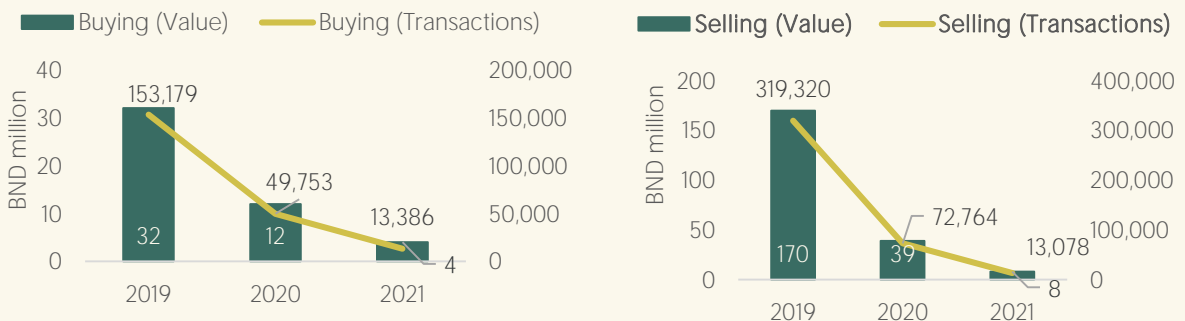 Buying (Value) Buying (Transactions)
40 200,000
153,179
30 150,000
BND million
20 100,000
49,753
10 13,386 50,000
32 12
0 4 0
2019 2020 2021
Selling (Value) Selling (Transactions)
200 400,000
319,320
150 300,000
BND million
100 200,000
72,764
50 100,000
170 39 13,078
0 8 0
2019 2020 2021